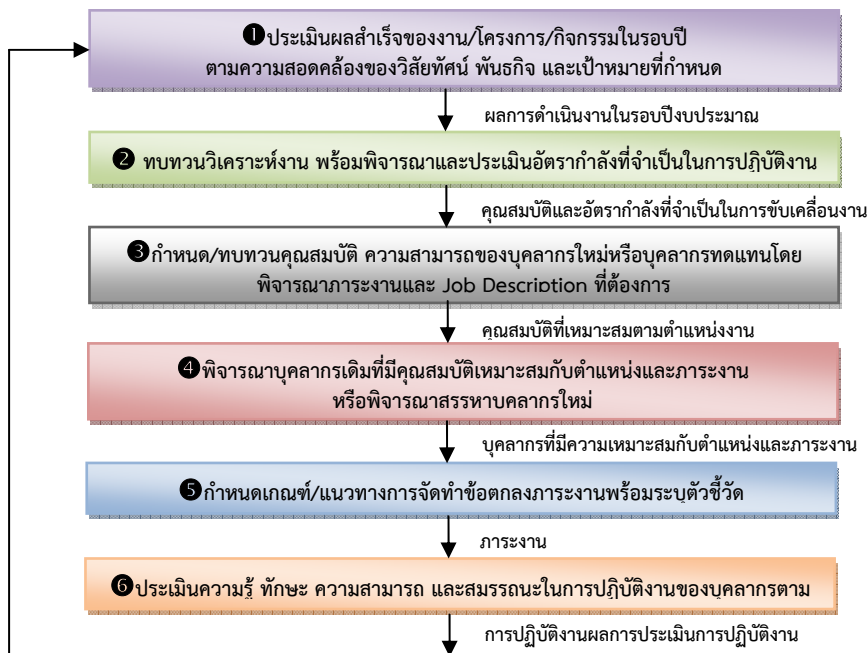 ❶ประเมินผลสำเร็จของงาน/โครงการ/กิจกรรมในรอบปี
ตามความสอดคล้องของวิสัยทัศน์ พันธกิจ และเป้าหมายที่กำหนด
ผลการดำเนินงานในรอบปีงบประมาณ
❷ ทบทวนวิเคราะห์งาน พร้อมพิจารณาและประเมินอัตรากำลังที่จำเป็นในการปฏิบัติงาน
คุณสมบัติและอัตรากำลังที่จำเป็นในการขับเคลื่อนงาน
❸กำหนด/ทบทวนคุณสมบัติ ความสามารถของบุคลากรใหม่หรือบุคลากรทดแทนโดย
พิจารณาภาระงานและ Job Description ที่ต้องการ
คุณสมบัติที่เหมาะสมตามตำแหน่งงาน
❹พิจารณาบุคลากรเดิมที่มีคุณสมบัติเหมาะสมกับตำแหน่งและภาระงาน
หรือพิจารณาสรรหาบุคลากรใหม่
บุคลากรที่มีความเหมาะสมกับตำแหน่งและภาระงาน
❺กำหนดเกณฑ์/แนวทางการจัดทำข้อตกลงภาระงานพร้อมระบุตัวชี้วัด
ภาระงาน
❻ประเมินความรู้ ทักษะ ความสามารถ และสมรรถนะในการปฏิบัติงานของบุคลากรตาม
การปฏิบัติงานผลการประเมินการปฏิบัติงาน